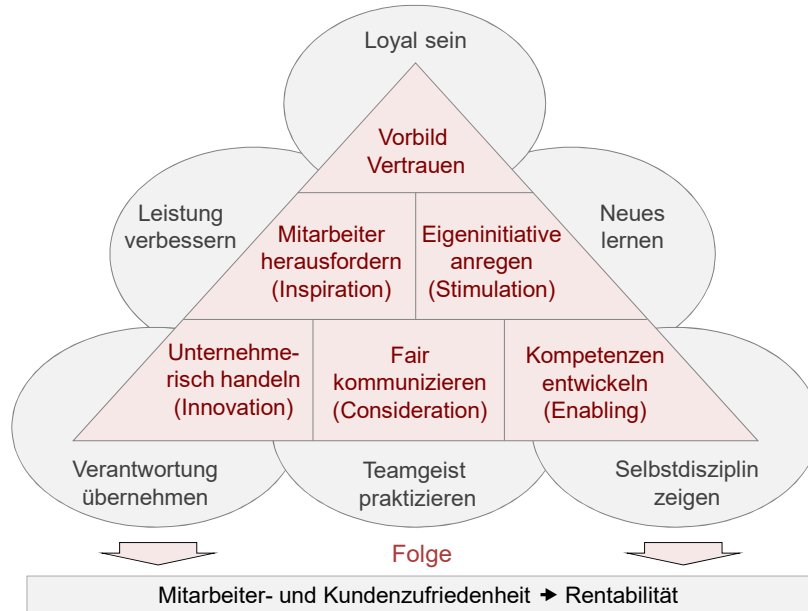 Loyal sein
Vorbild
Vertrauen
Leistung
verbessern
Mitarbeiter
herausfordern
(Inspiration)
Eigeninitiative
anregen
(Stimulation)
Neues
lernen
Unternehme-
risch handeln
(Innovation)
Fair
kommunizieren
(Consideration)
Kompetenzen
entwickeln
(Enabling)
Verantwortung
übernehmen
Teamgeist
praktizieren
Selbstdisziplin
zeigen
Folge
Mitarbeiter- und Kundenzufriedenheit → Rentabilität